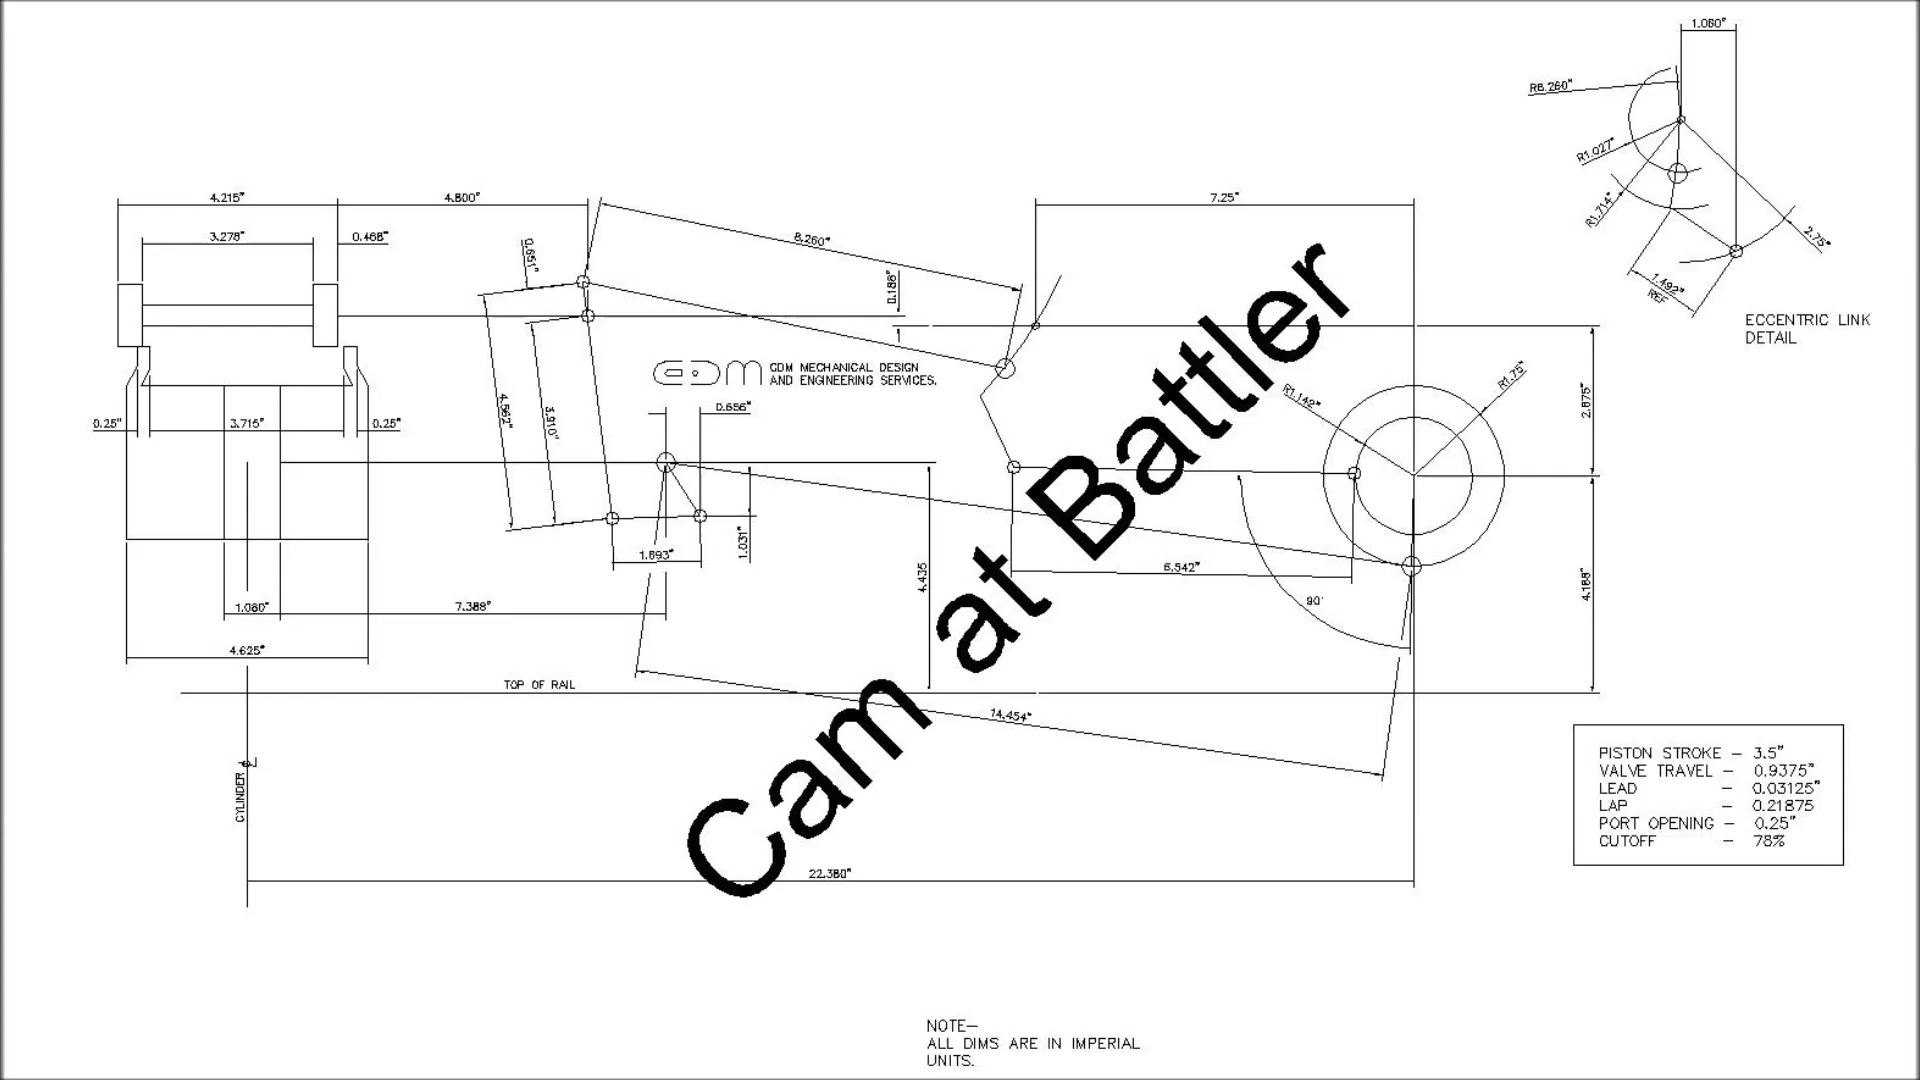 1.060"
R8.260"
R1.027"
R1.714"
2.75"
1.492"
REF
ECCENTRIC LINK
DETAIL
4.215"
4.800"
7.25"
3.278"
0.468"
0.651"
8.260"
0.186"
GDM MECHANICAL DESIGN
AND ENGINEERING SERVICES.
0.656"
R1.142"
R1.75"
2.875"
0.25"
3.715"
0.25"
4.562"
3.910"
1.693"
1.031"
4.435
6.542"
90°
4.188"
1.060"
7.388"
4.625"
TOP OF RAIL
14.454"
CYLINDER
22.380"
Cam at Battler
PISTON STROKE – 3.5"
VALVE TRAVEL – 0.9375"
LEAD – 0.03125"
LAP – 0.21875
PORT OPENING – 0.25"
CUTOFF – 78%
NOTE–
ALL DIMS ARE IN IMPERIAL
UNITS.